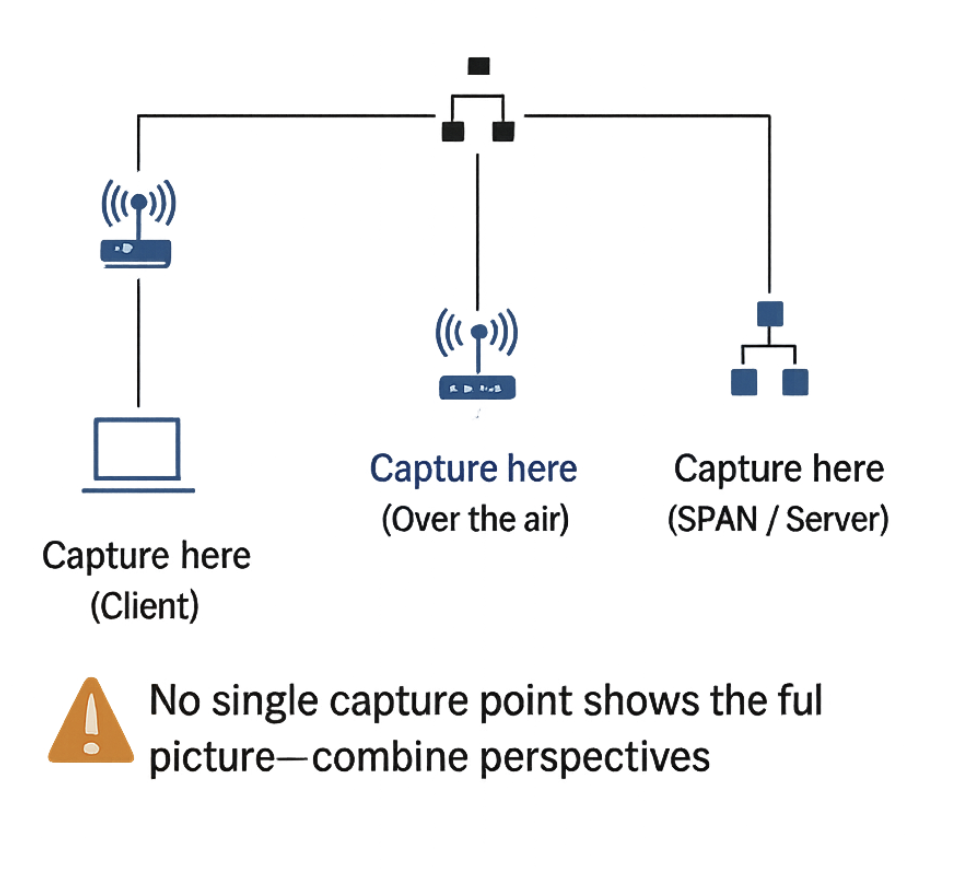 Capture here
(Over the air)
Capture here
(SPAN / Server)
Capture here
(Client)
No single capture point shows the ful
picture—combine perspectives